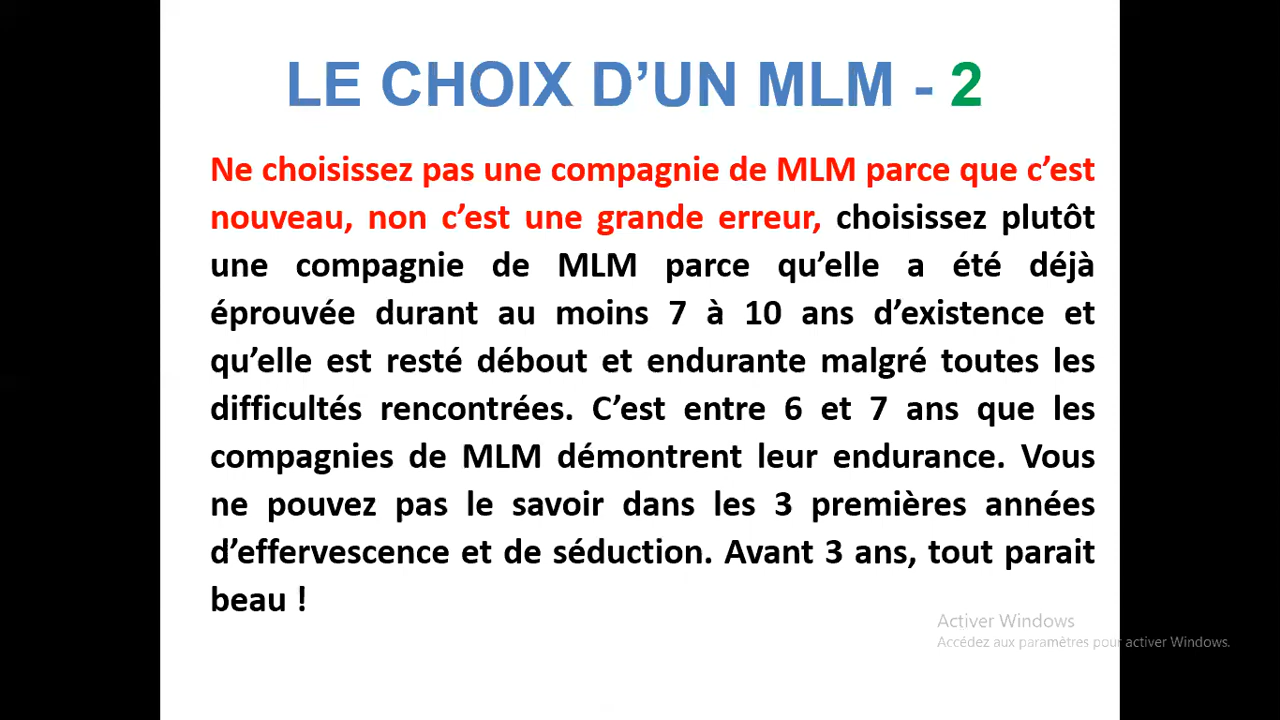 LE CHOIX D’UN MLM - 2
Ne choisissez pas une compagnie de MLM parce que c’est
nouveau, non c’est une grande erreur, choisissez plutôt
une compagnie de MLM parce qu’elle a été déjà
éprouvée durant au moins 7 à 10 ans d’existence et
qu’elle est resté débout et endurante malgré toutes les
difficultés rencontrées. C’est entre 6 et 7 ans que les
compagnies de MLM démontrent leur endurance. Vous
ne pouvez pas le savoir dans les 3 premières années
d’effervescence et de séduction. Avant 3 ans, tout parait
beau !
Activer Windows
Accédez aux paramètres pour activer Windows.